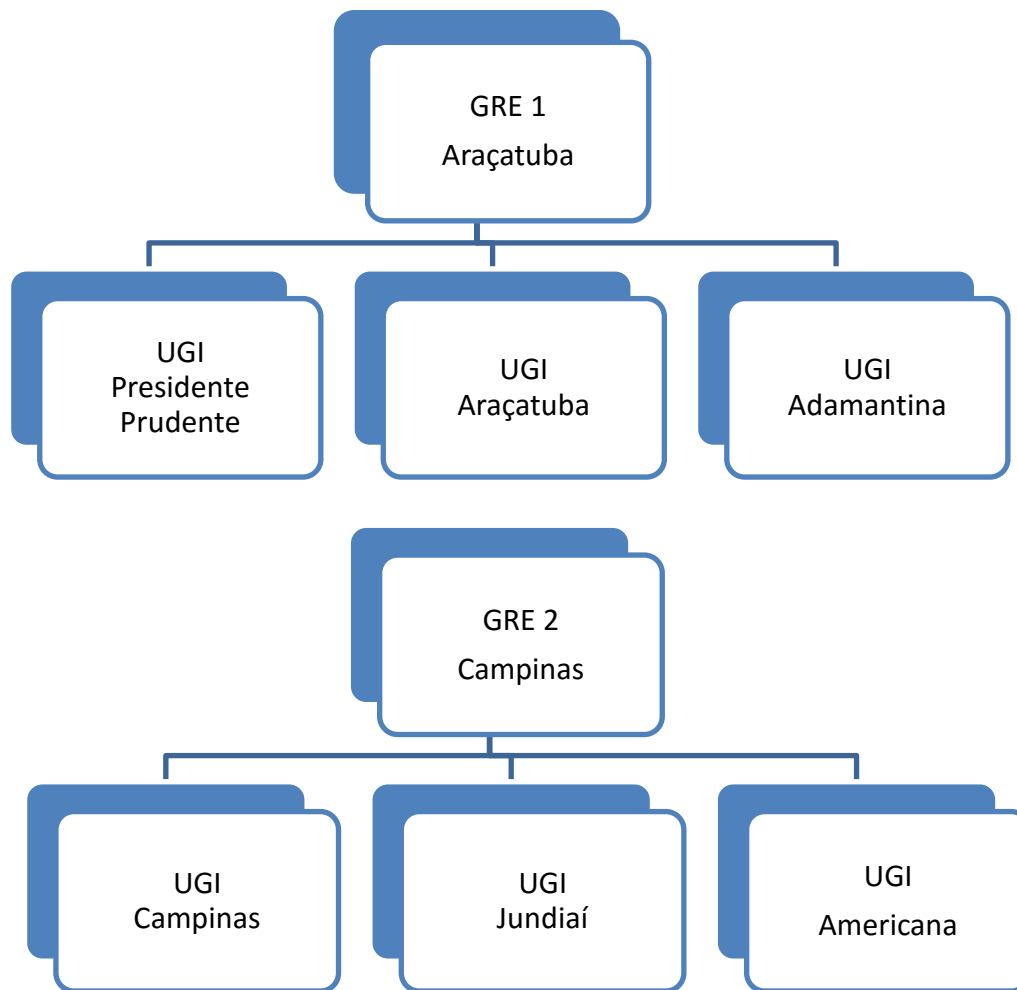 GRE 1
Araçatuba
UGI
Presidente
Prudente
UGI
Araçatuba
UGI
Adamantina
GRE 2
Campinas
UGI
Campinas
UGI
Jundiaí
UGI
Americana